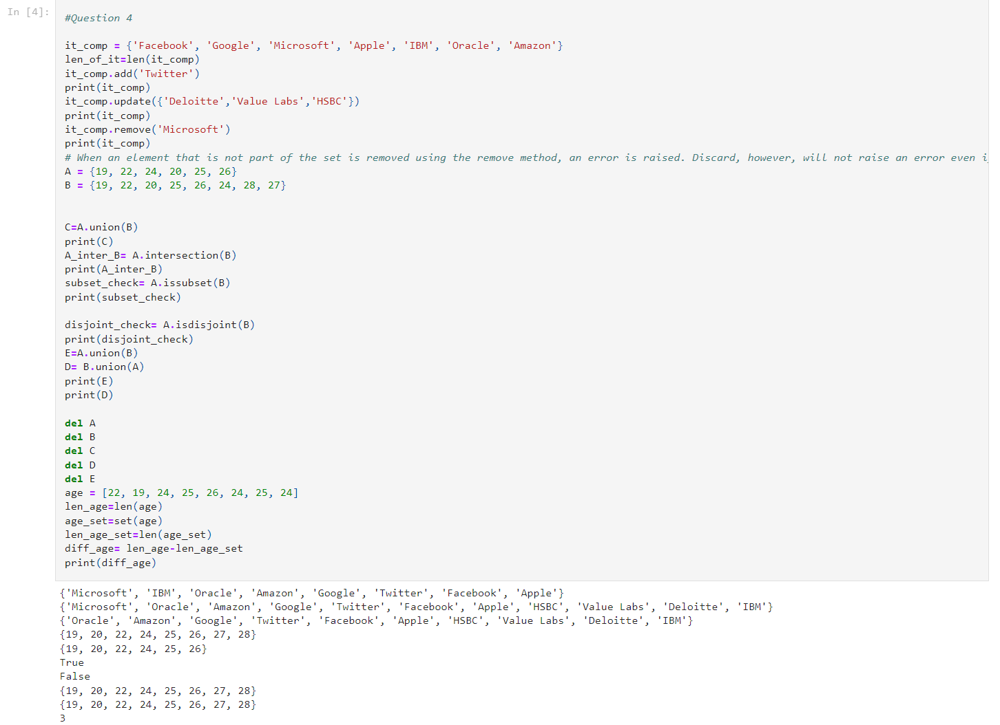 In [4]:
#Question 4
it_comp = {'Facebook', 'Google', 'Microsoft', 'Apple', 'IBM', 'Oracle', 'Amazon'}
len_of_it=len(it_comp)
it_comp.add('Twitter')
print(it_comp)
it_comp.update({'Deloitte','Value Labs','HSBC'})
print(it_comp)
it_comp.remove('Microsoft')
print(it_comp)
# When an element that is not part of the set is removed using the remove method, an error is raised. Discard, however, will not raise an error even
A = {19, 22, 24, 20, 25, 26}
B = {19, 22, 20, 25, 26, 24, 28, 27}
C=A.union(B)
print(C)
A_inter_B= A.intersection(B)
print(A_inter_B)
subset_check= A.issubset(B)
print(subset_check)
disjoint_check= A.isdisjoint(B)
print(disjoint_check)
E=A.union(B)
D= B.union(A)
print(E)
print(D)
del A
del B
del C
del D
del E
age = [22, 19, 24, 25, 26, 24, 25, 24]
len_age=len(age)
age_set=set(age)
len_age_set=len(age_set)
diff_age= len_age-len_age_set
print(diff_age)
{'Microsoft', 'IBM', 'Oracle', 'Amazon', 'Google', 'Twitter', 'Facebook', 'Apple'}
{'Microsoft', 'Oracle', 'Amazon', 'Google', 'Twitter', 'Facebook', 'Apple', 'HSBC', 'Value Labs', 'Deloitte', 'IBM'}
{'Oracle', 'Amazon', 'Google', 'Twitter', 'Facebook', 'Apple', 'HSBC', 'Value Labs', 'Deloitte', 'IBM'}
{19, 20, 22, 24, 25, 26, 27, 28}
{19, 20, 22, 24, 25, 26}
True
False
{19, 20, 22, 24, 25, 26, 27, 28}
{19, 20, 22, 24, 25, 26, 27, 28}
3